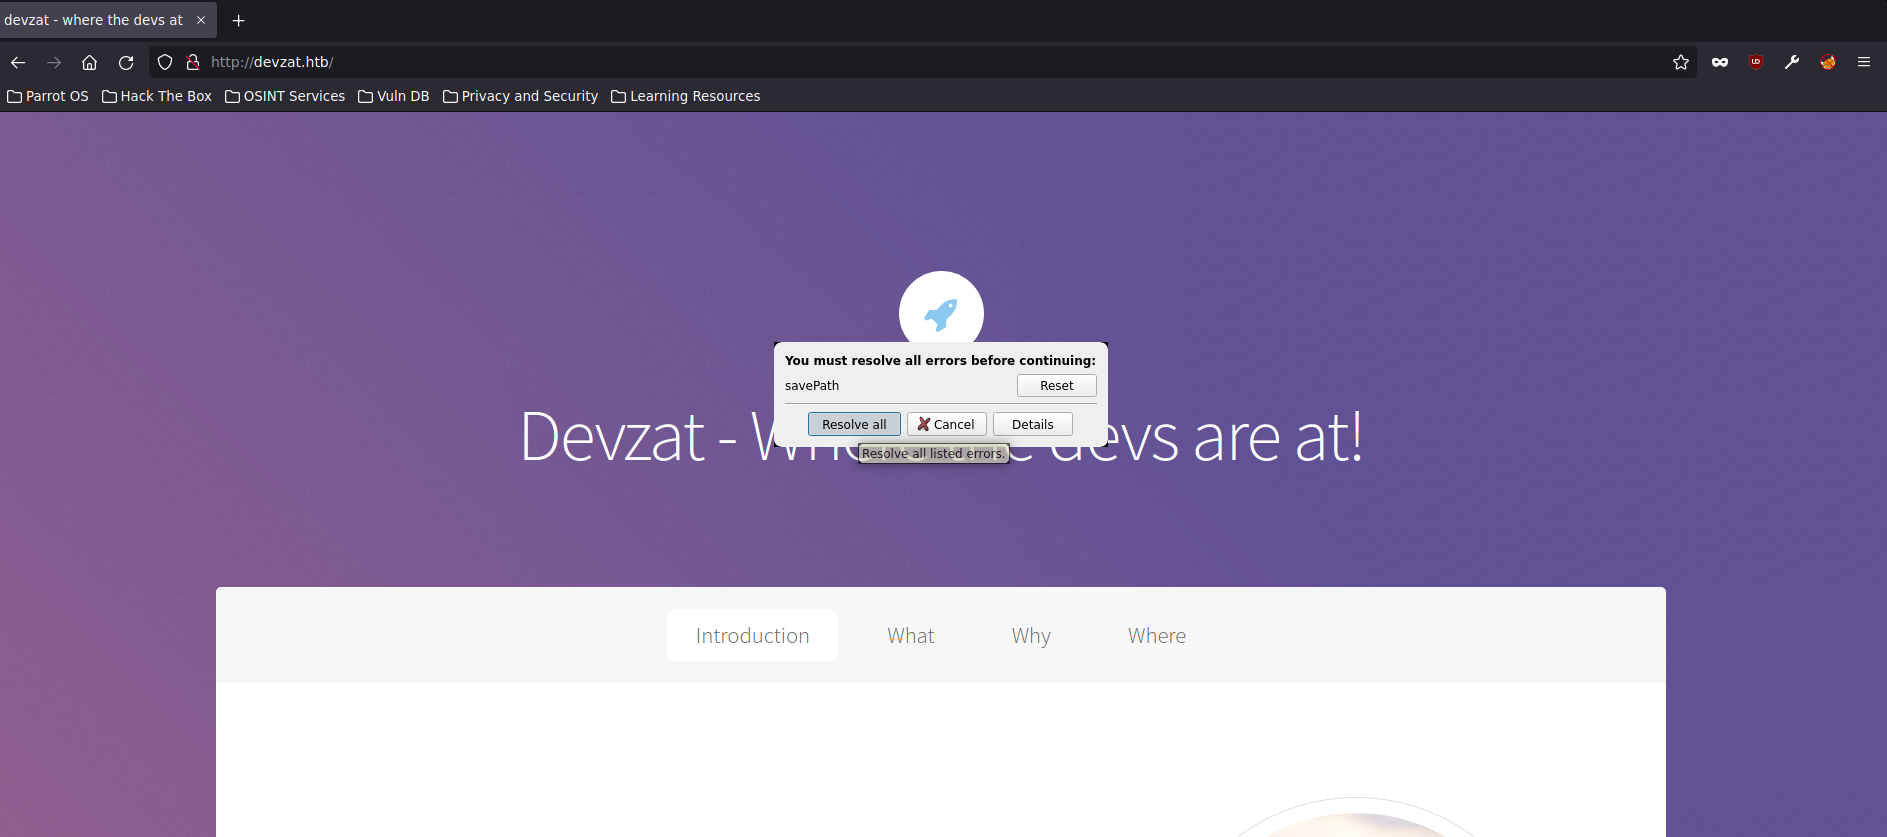 devzat - where the devs at
http://devzat.htb/
UD
Parrot OS Hack The Box OSINT Services Vuln DB Privacy and Security Learning Resources
You must resolve all errors before continuing:
savePath Reset
Resolve all Cancel Details
Devzat - Wh e devs are at!
Resolve all listed errors.
Introduction What Why Where